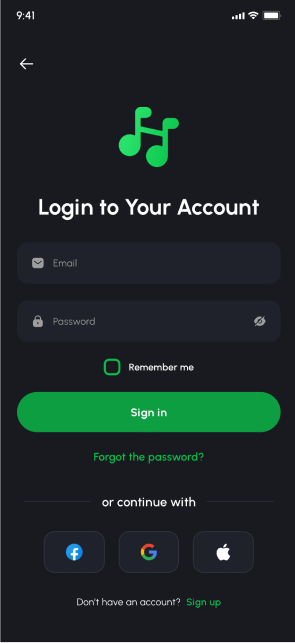 9:41
Login to Your Account
Email
Password
Remember me
Sign in
Forgot the password?
or continue with
Don't have an account? Sign up